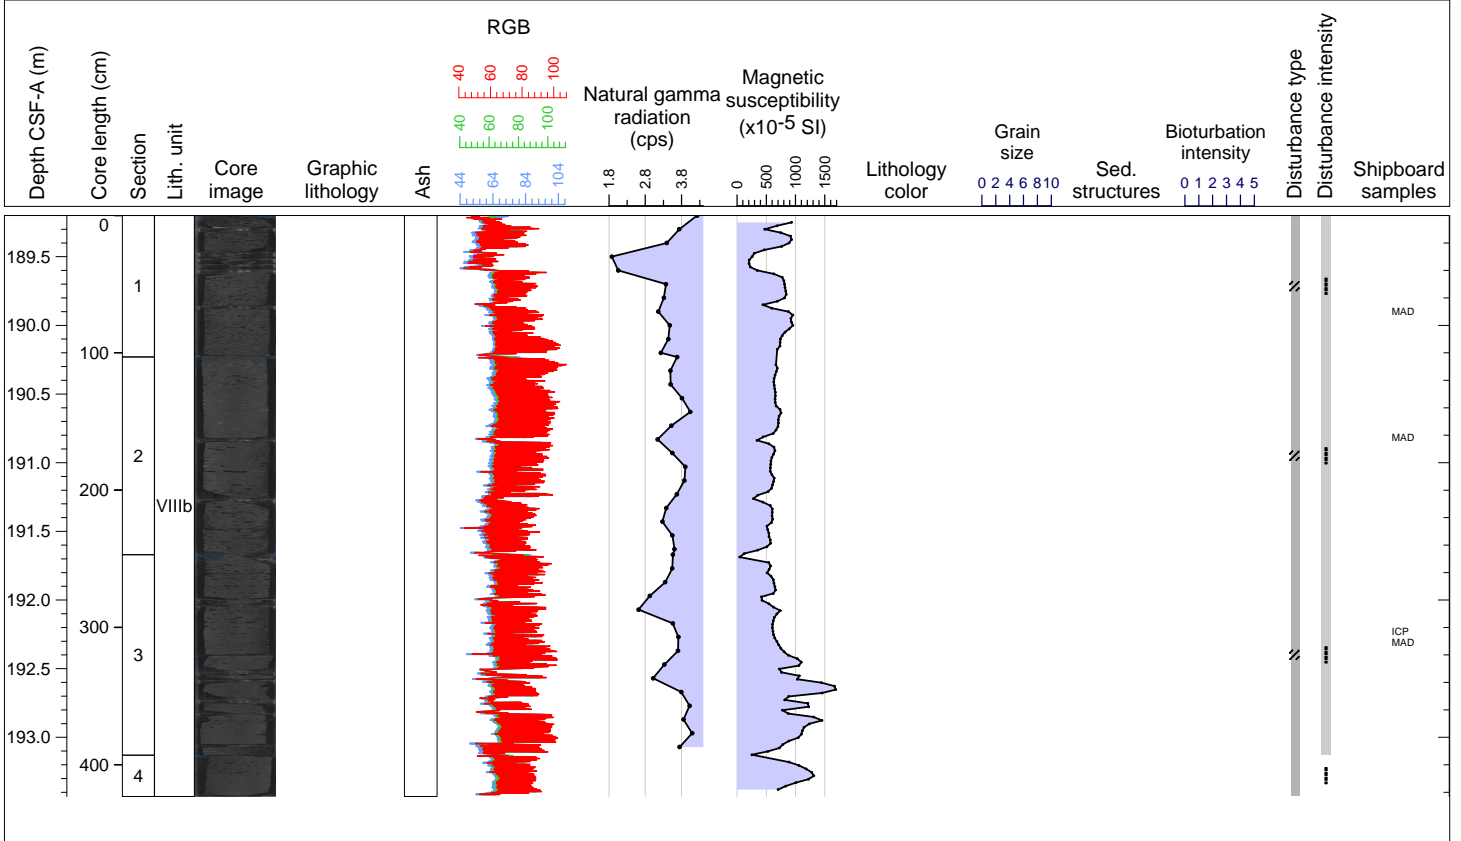 RGB
Depth CSF-A (m)
Core length (cm)
Section
Lith. unit
Core
image
Graphic
lithology
Ash
40 60 80 100
40 60 80 100
44 64 84 104
Natural gamma
radiation
(cps)
1.8 2.8 3.8
Magnetic
susceptibility
(x10-5 SI)
0 500 1000 1500
Lithology
color
Grain
size
0 2 4 6 8 10
Sed.
structures
Bioturbation
intensity
0 1 2 3 4 5
Disturbance type
Disturbance intensity
Shipboard
samples
0
189.5
1
MAD
190.0
100
190.5
MAD
2
191.0
200
VIIIb
191.5
192.0
300
ICP
MAD
3
192.5
193.0
400
4